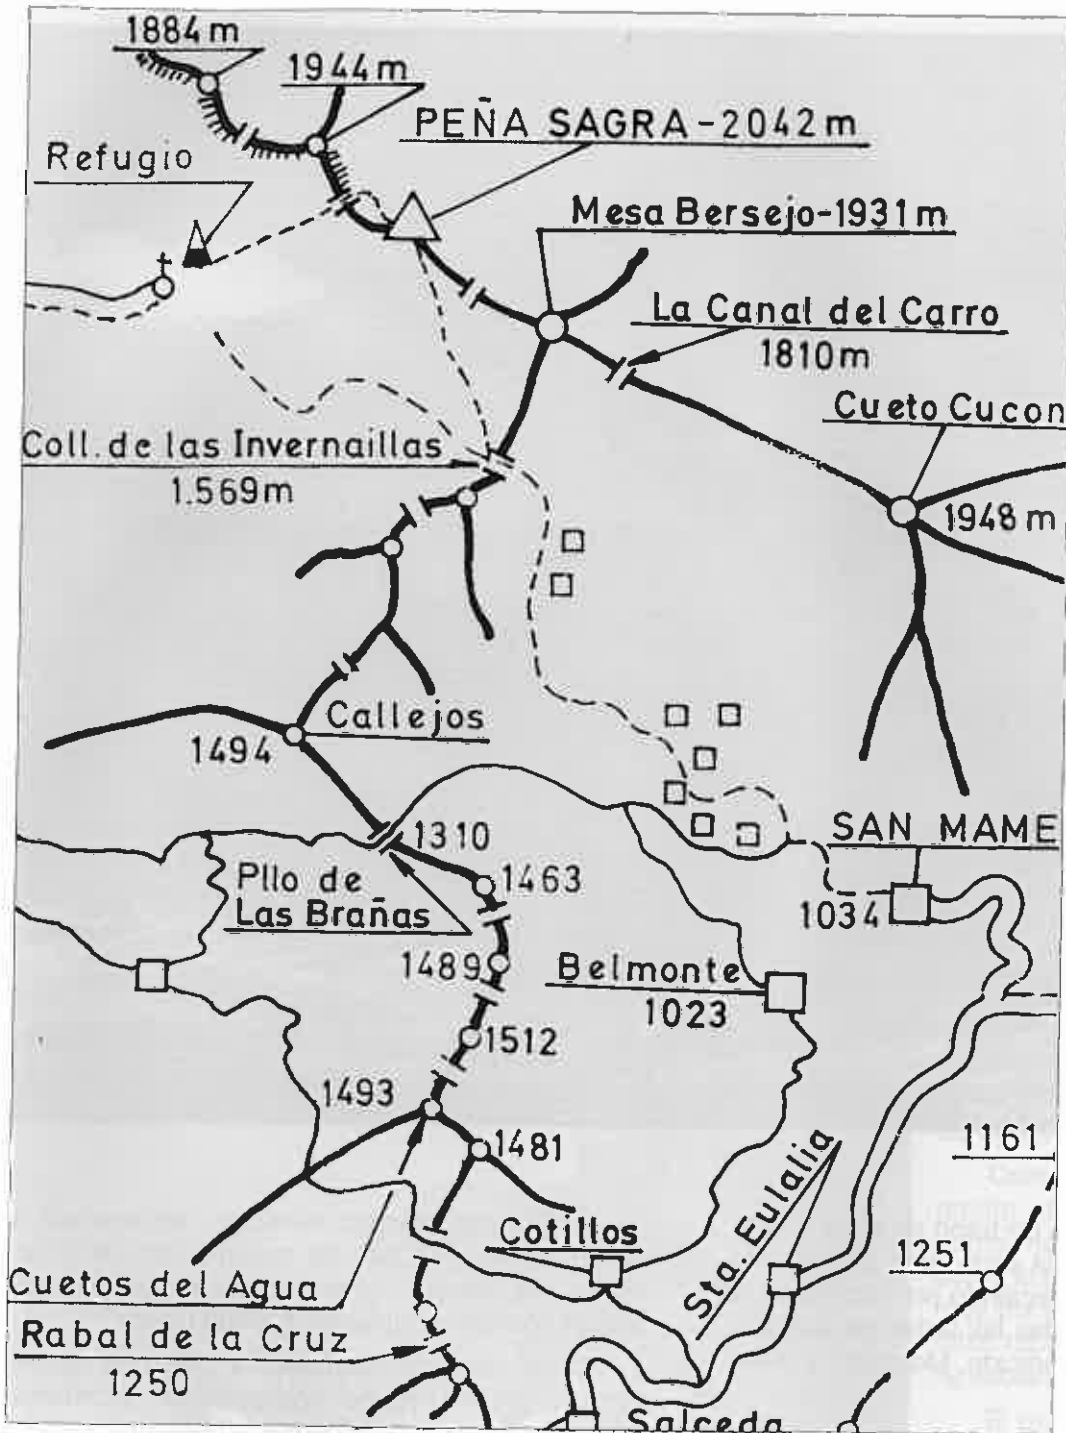 1884m
1944m
PEÑA SAGRA-2042m
Refugio
Mesa Bersejo-1931m
La Canal del Carro
1810m
Cueto Cucon
1948m
Coll. de las Invernaillas
1.569m
Callejos
1494
1310
SAN MAME
1034
Pllo de
Las Brañas
1463
1489
Belmonte
1023
1512
1493
1481
1161
Sta. Eulalia
Cotillos
1251
Cuetos del Agua
Rabal de la Cruz
1250
Salceda